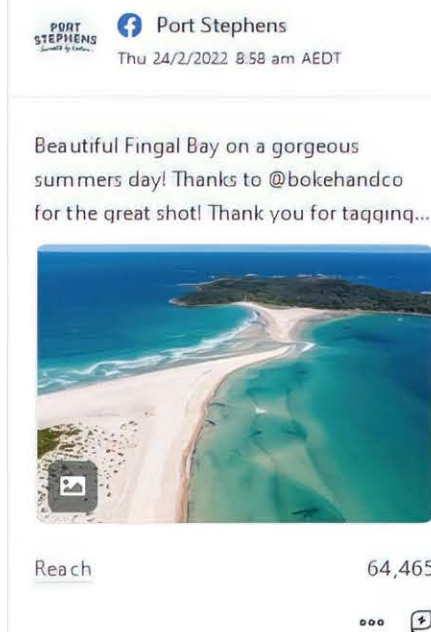 PORT
STEPHENS
Port Stephens
Thu 24/2/2022 8.58 am AEDT
Beautiful Fingal Bay on a gorgeous
summers day! Thanks to @bokehandco
for the great shot! Thank you for tagging...
Reach 64,465